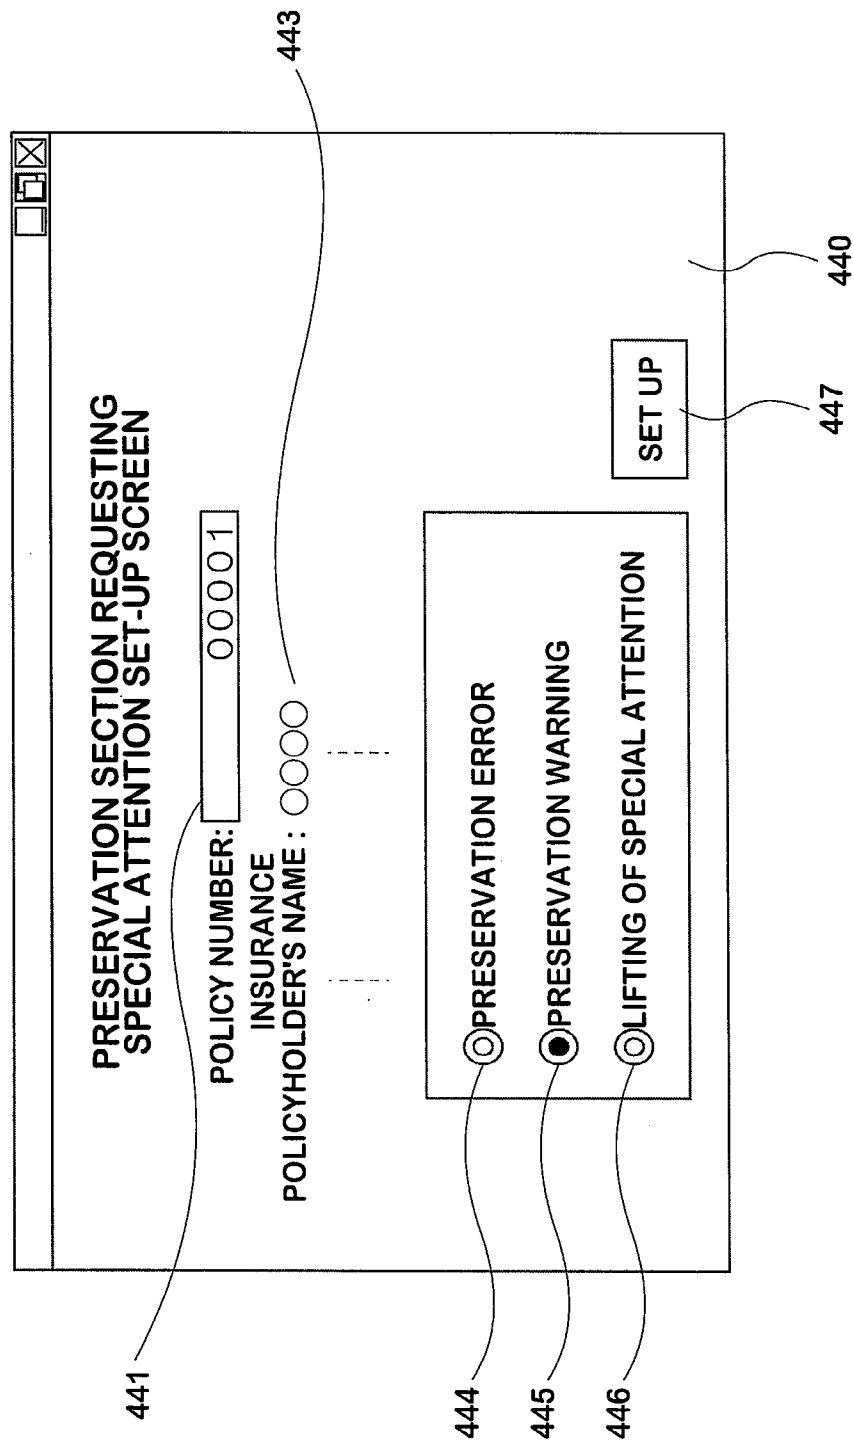 443
PRESERVATION SECTION REQUESTING
SPECIAL ATTENTION SET-UP SCREEN
441
POLICY NUMBER: 00001
INSURANCE
POLICYHOLDER'S NAME : ○○○○
444
PRESERVATION ERROR
445
PRESERVATION WARNING
446
LIFTING OF SPECIAL ATTENTION
SET UP
447
440